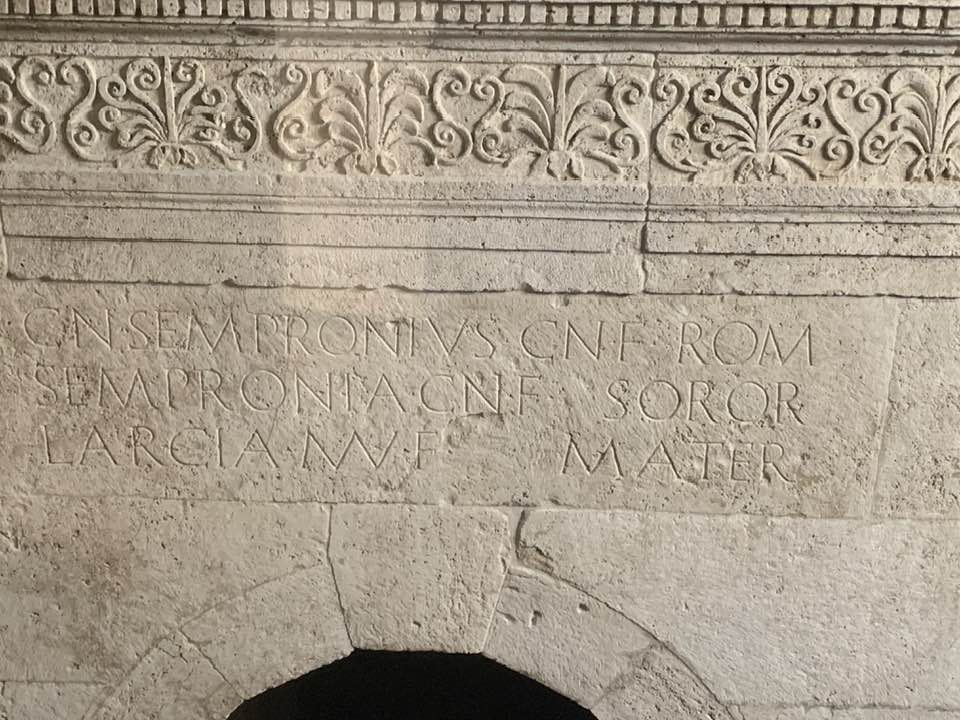 CN·SEMPRONIVS CN·F· ROM
SEMPRONIA·CN·F· SOROR
LARCIA·ꟿ·F· MATER